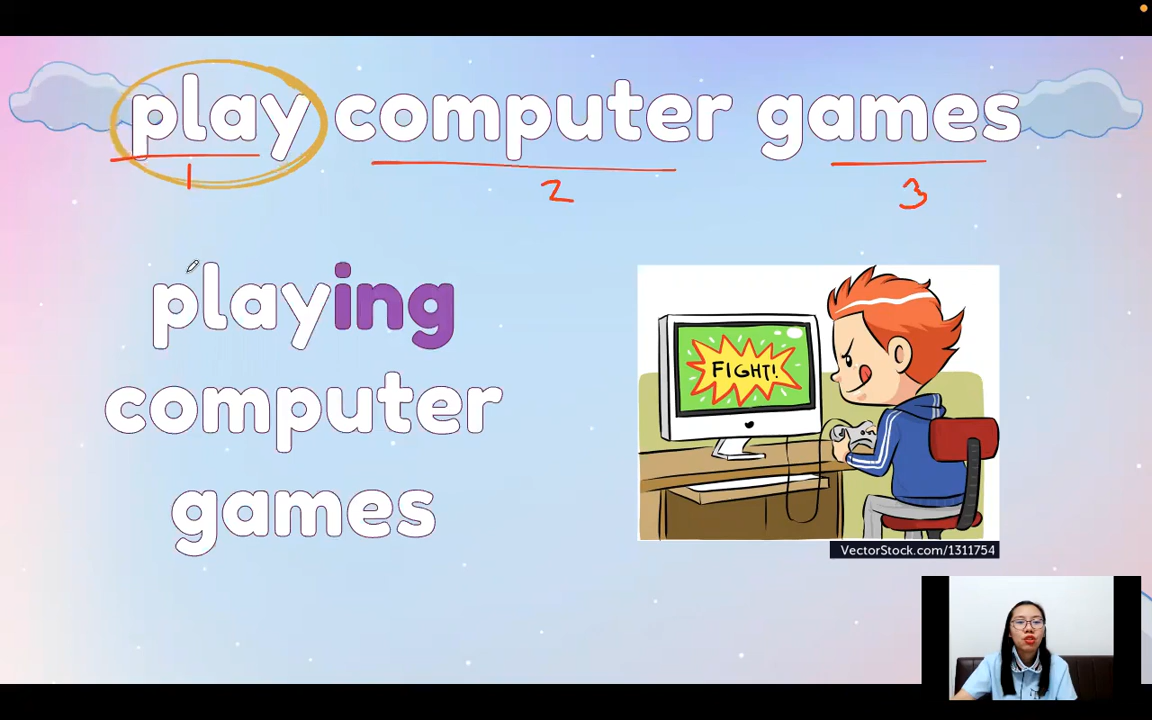 play computer games
1 2 3
playing
computer
games
FIGHT!
VectorStock.com/1311754